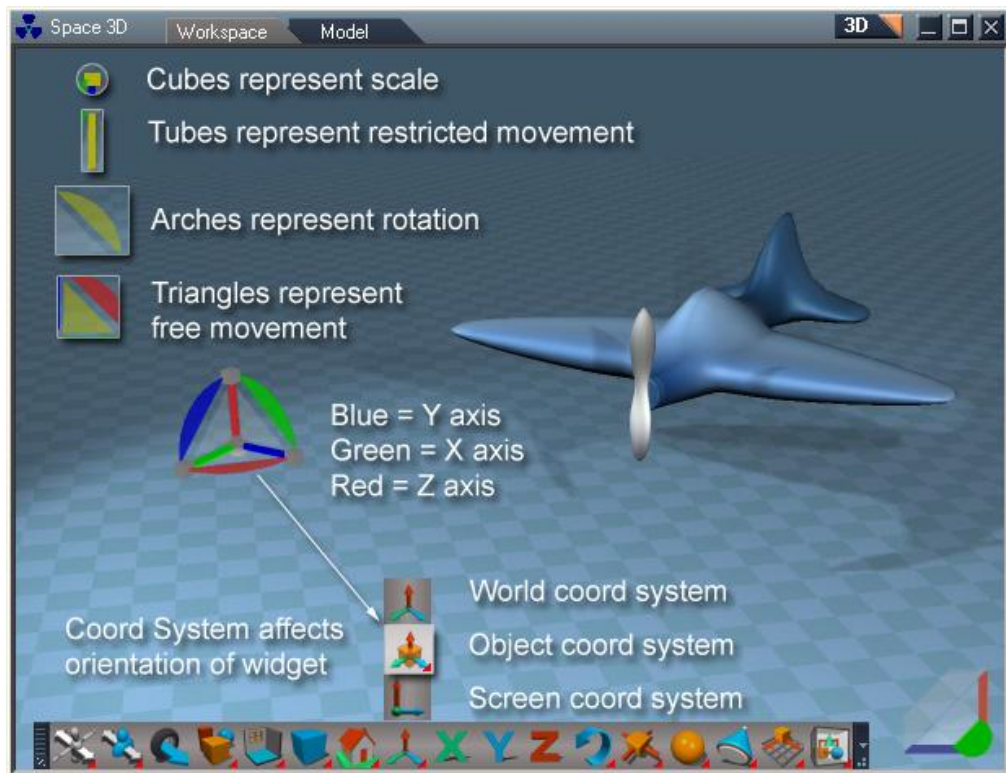 Space 3D
Workspace
Model
3D
Cubes represent scale
Tubes represent restricted movement
Arches represent rotation
Triangles represent
free movement
Blue = Y axis
Green = X axis
Red = Z axis
World coord system
Coord System affects
orientation of widget
Object coord system
Screen coord system
X Y Z